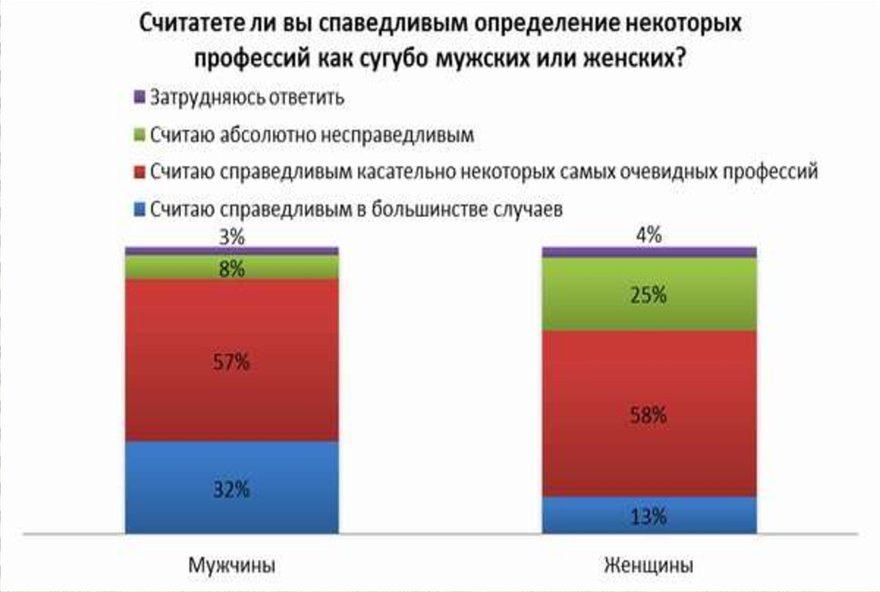 Считатете ли вы спаведливым определение некоторых
профессий как сугубо мужских или женских?
Затрудняюсь ответить
Считаю абсолютно несправедливым
Считаю справедливым касательно некоторых самых очевидных профессий
Считаю справедливым в большинстве случаев
3%
8%
57%
32%
4%
25%
58%
13%
Мужчины
Женщины